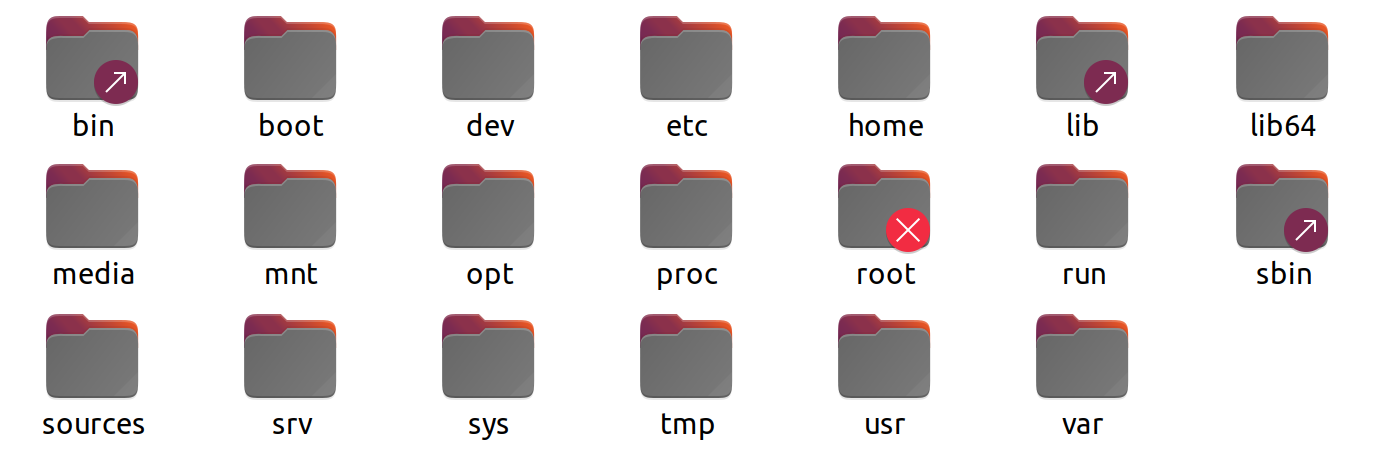 bin boot dev etc home lib lib64
media mnt opt proc root run sbin
sources srv sys tmp usr var